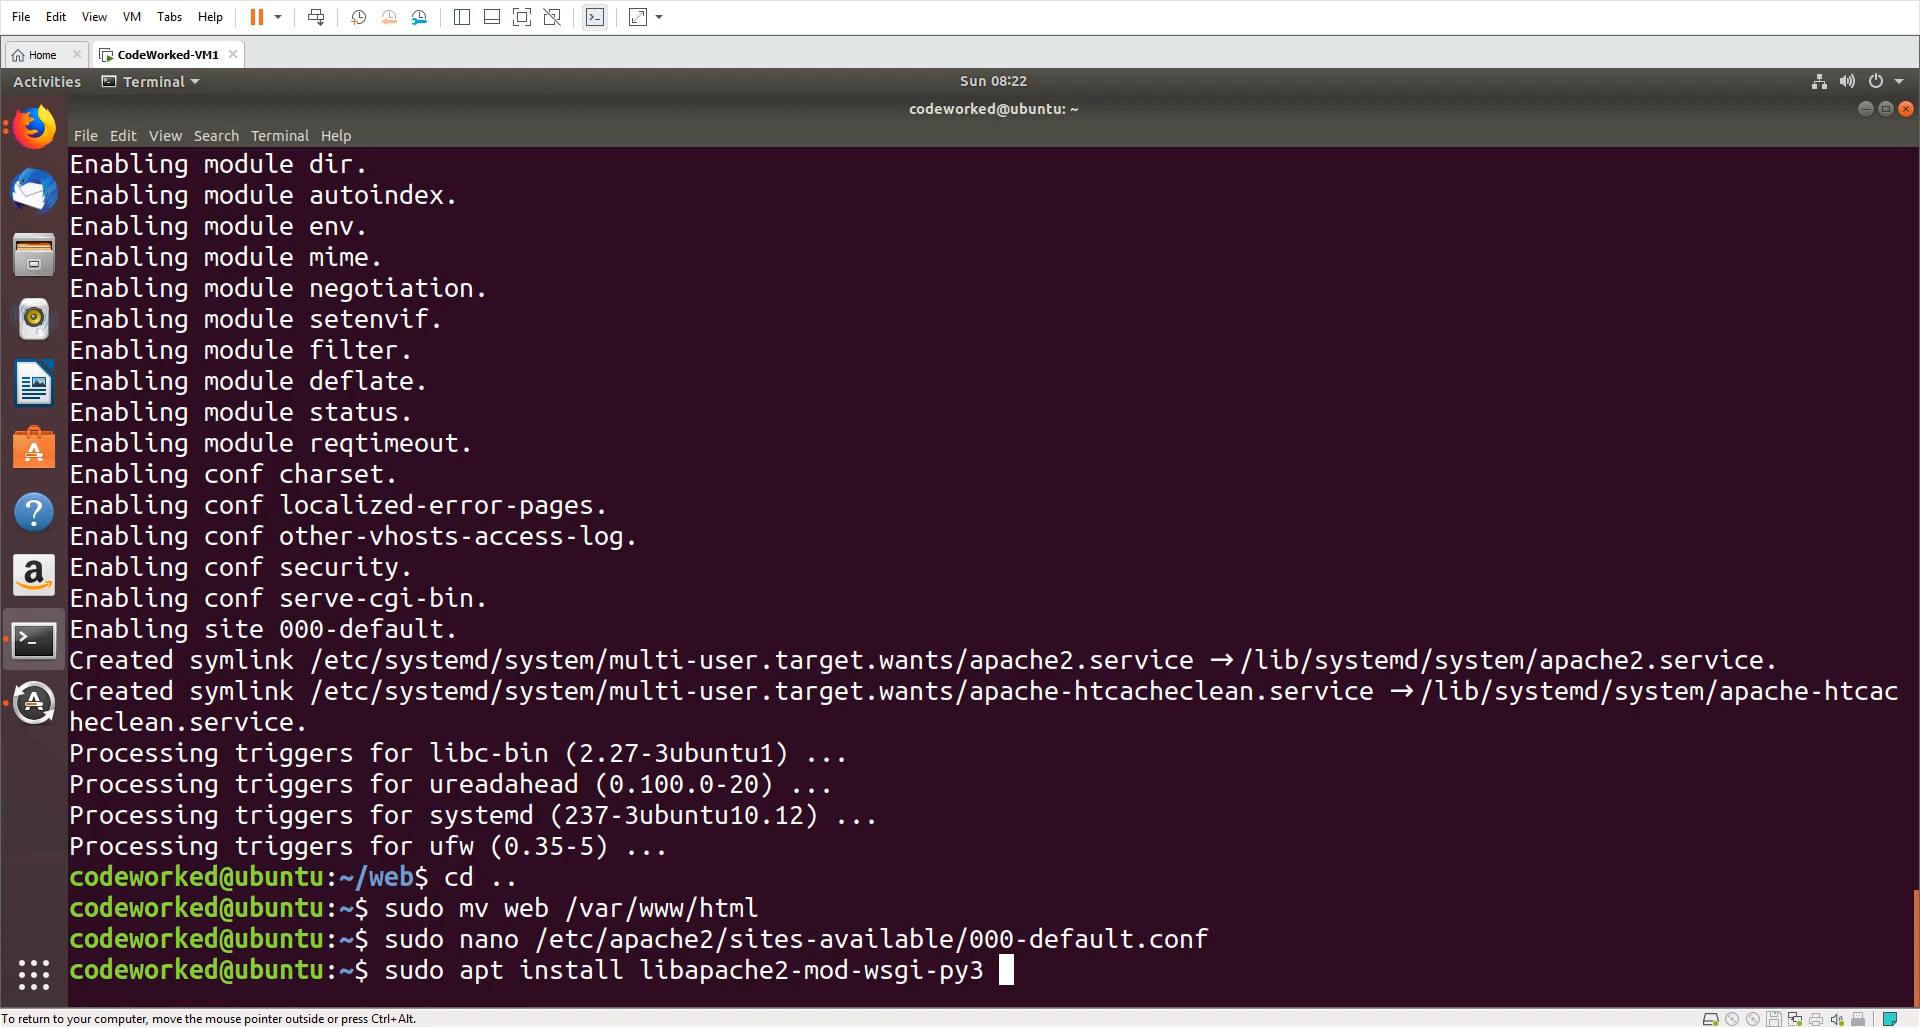 File Edit View VM Tabs Help
Home CodeWorked-VM1
Activities Terminal Sun 08:22
codeworked@ubuntu: ~
File Edit View Search Terminal Help
Enabling module dir.
Enabling module autoindex.
Enabling module env.
Enabling module mime.
Enabling module negotiation.
Enabling module setenvif.
Enabling module filter.
Enabling module deflate.
Enabling module status.
Enabling module reqtimeout.
Enabling conf charset.
Enabling conf localized-error-pages.
Enabling conf other-vhosts-access-log.
Enabling conf security.
Enabling conf serve-cgi-bin.
Enabling site 000-default.
Created symlink /etc/systemd/system/multi-user.target.wants/apache2.service → /lib/systemd/system/apache2.service.
Created symlink /etc/systemd/system/multi-user.target.wants/apache-htcacheclean.service → /lib/systemd/system/apache-htcac
heclean.service.
Processing triggers for libc-bin (2.27-3ubuntu1) ...
Processing triggers for ureadahead (0.100.0-20) ...
Processing triggers for systemd (237-3ubuntu10.12) ...
Processing triggers for ufw (0.35-5) ...
codeworked@ubuntu:~/web$ cd ..
codeworked@ubuntu:~$ sudo mv web /var/www/html
codeworked@ubuntu:~$ sudo nano /etc/apache2/sites-available/000-default.conf
codeworked@ubuntu:~$ sudo apt install libapache2-mod-wsgi-py3
To return to your computer, move the mouse pointer outside or press Ctrl+Alt.